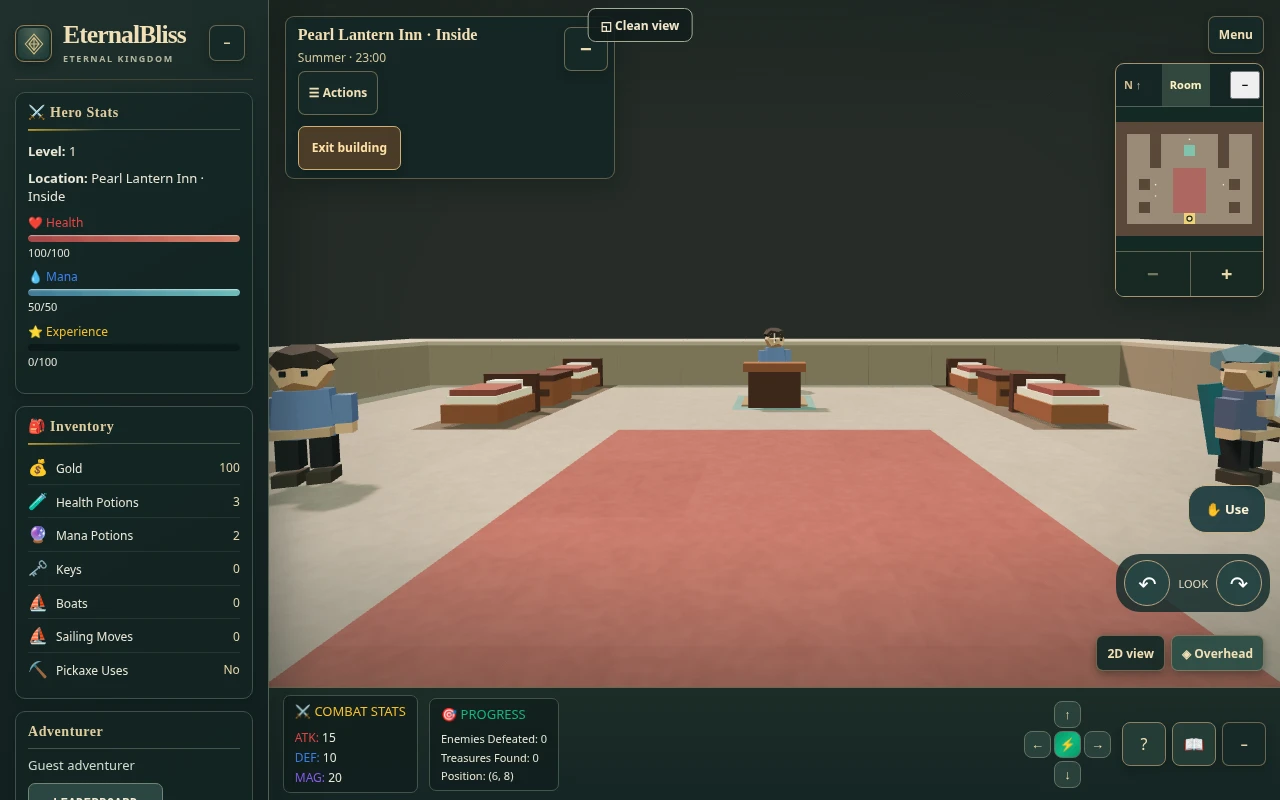 EternalBliss
ETERNAL KINGDOM
–
⚔️ Hero Stats
Level: 1
Location: Pearl Lantern Inn ·
Inside
❤️ Health
100/100
💧 Mana
50/50
⭐ Experience
0/100
🎒 Inventory
💰 Gold 100
🧪 Health Potions 3
🔮 Mana Potions 2
🗝️ Keys 0
⛵ Boats 0
⛵ Sailing Moves 0
⛏️ Pickaxe Uses No
Adventurer
Guest adventurer
Pearl Lantern Inn · Inside
Summer · 23:00
–
☰ Actions
Exit building
◱ Clean view
Menu
N ↑ Room –
− +
✋ Use
↶ LOOK ↷
2D view ◈ Overhead
⚔️ COMBAT STATS
ATK: 15
DEF: 10
MAG: 20
🎯 PROGRESS
Enemies Defeated: 0
Treasures Found: 0
Position: (6, 8)
↑
← ⚡ →
↓
? 📖 –